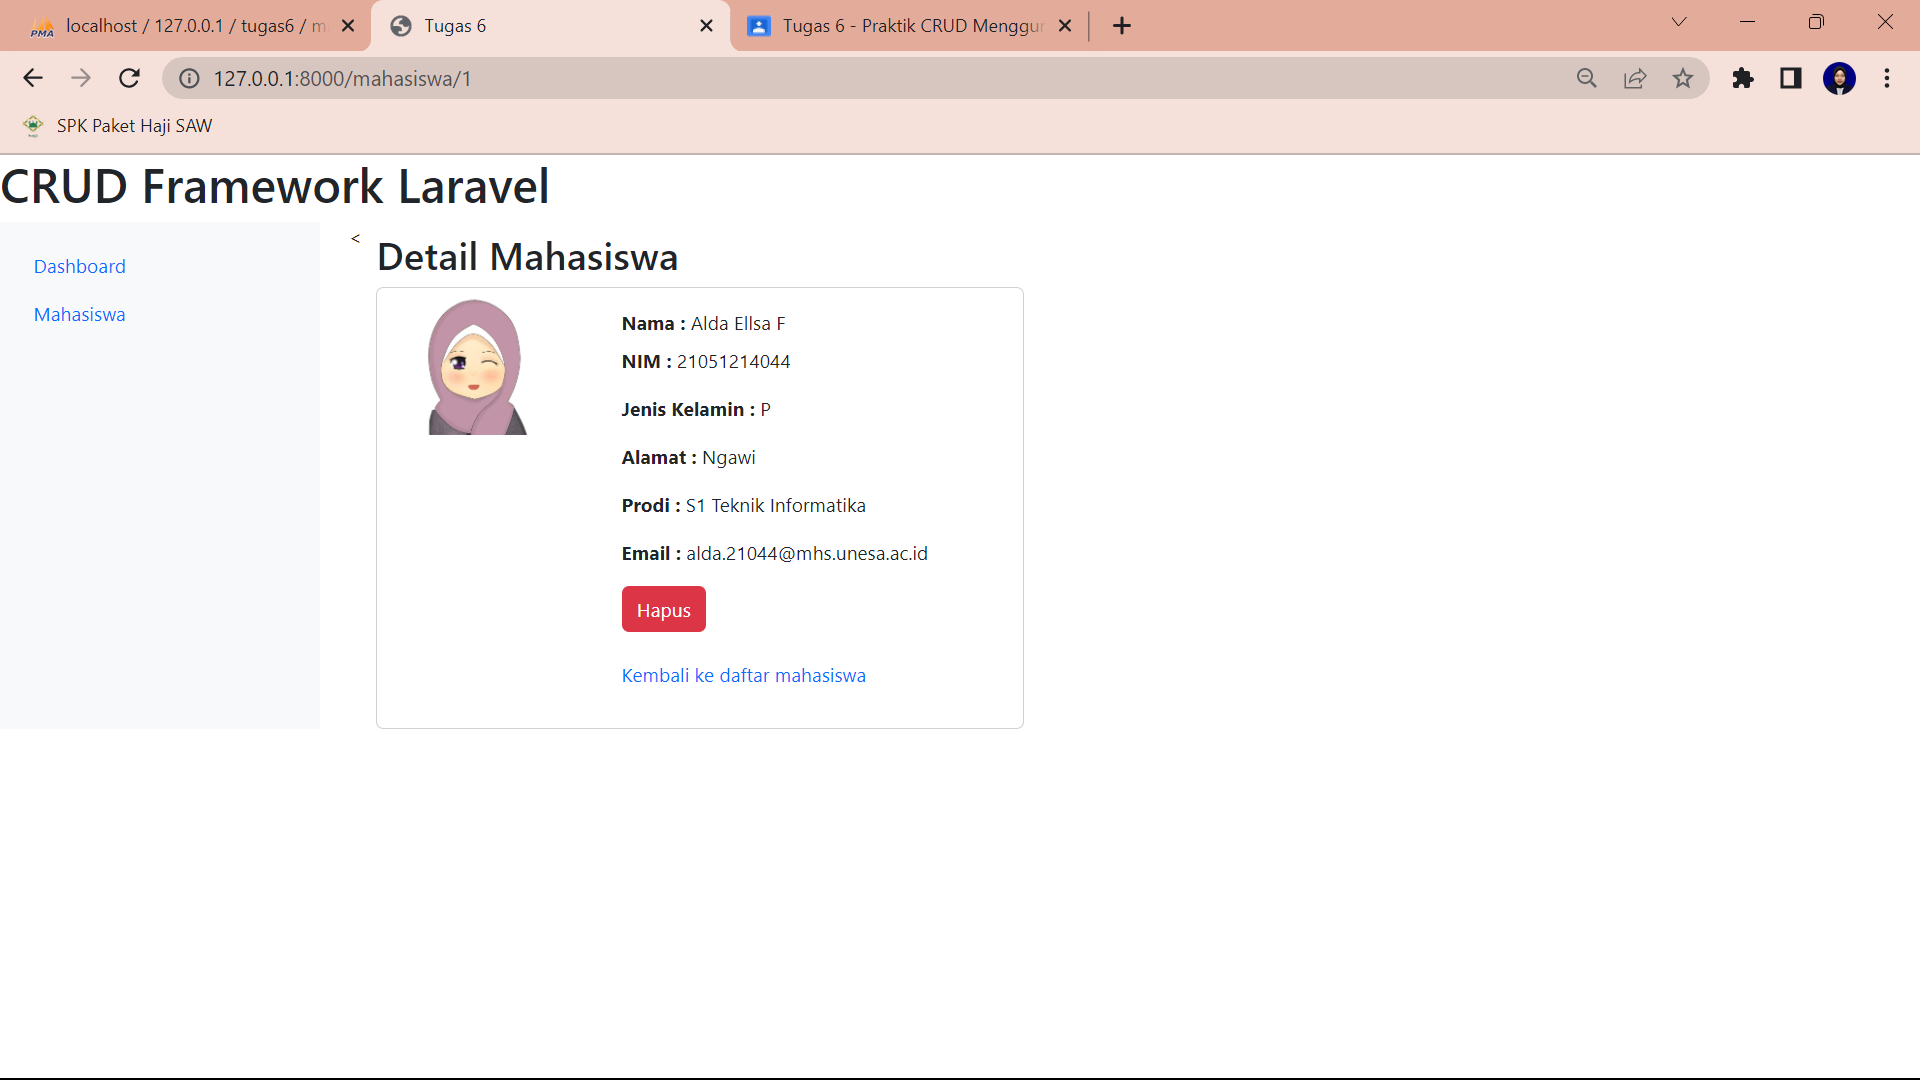 localhost / 127.0.0.1 / tugas6 / m
Tugas 6
Tugas 6 - Praktik CRUD Menggur
127.0.0.1:8000/mahasiswa/1
SPK Paket Haji SAW
CRUD Framework Laravel
Dashboard
Mahasiswa
<
Detail Mahasiswa
Nama : Alda Ellsa F
NIM : 21051214044
Jenis Kelamin : P
Alamat : Ngawi
Prodi : S1 Teknik Informatika
Email : alda.21044@mhs.unesa.ac.id
Hapus
Kembali ke daftar mahasiswa